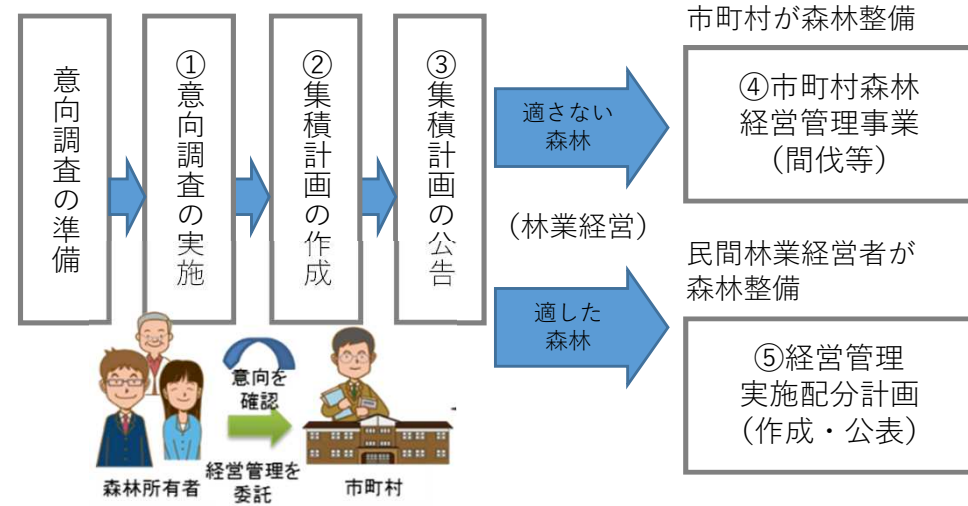 意向調査の準備
①意向調査の実施
②集積計画の作成
③集積計画の公告
適さない
森林
(林業経営)
適した
森林
市町村が森林整備
④市町村森林
経営管理事業
(間伐等)
民間林業経営者が
森林整備
⑤経営管理
実施配分計画
(作成・公表)
意向を
確認
経営管理を
委託
森林所有者
市町村